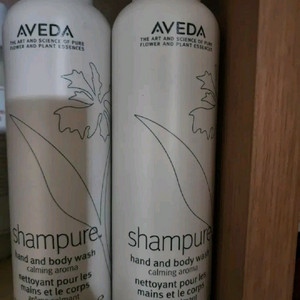 AVEDA
THE ART AND SCIENCE OF PURE
FLOWER AND PLANT ESSENCES
shampure
hand and body wash
calming aroma
nettoyant pour les
mains et le corps
AVEDA
THE ART AND SCIENCE OF PURE
FLOWER AND PLANT ESSENCES
shampure
hand and body wash
calming aroma
nettoyant pour les
mains et le corps